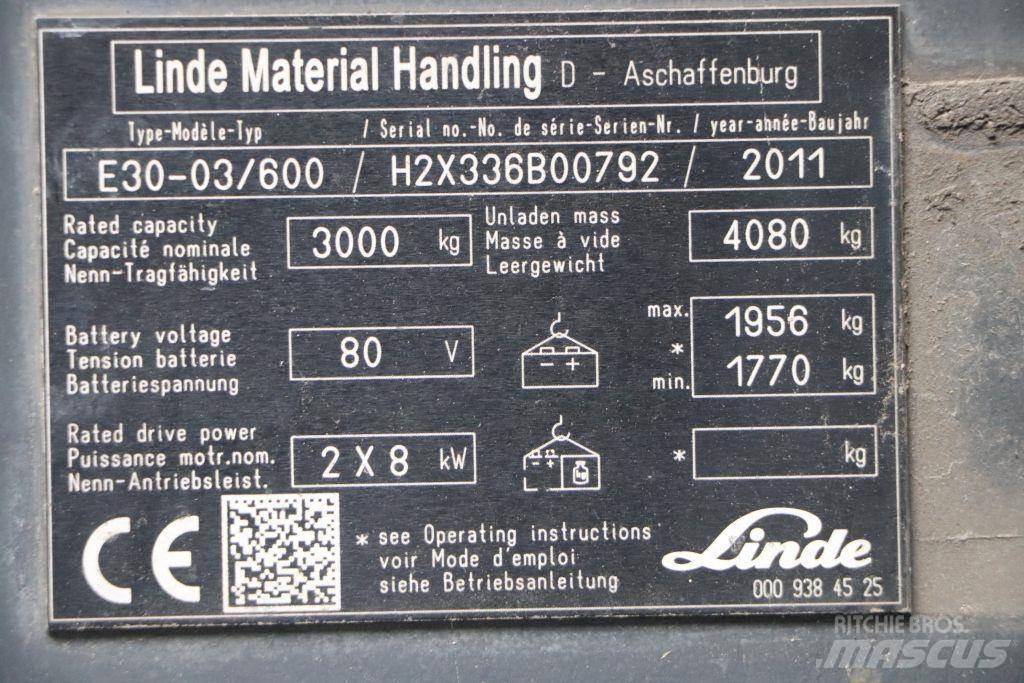 Linde Material Handling D - Aschaffenburg
Type-Modèle-Typ / Serial no.-No. de série-Serien-Nr. / year-année-Baujahr
E30-03/600 / H2X336B00792 / 2011
Rated capacity
Capacité nominale
Nenn-Tragfähigkeit
3000 kg
Unladen mass
Masse à vide
Leergewicht
4080 kg
Battery voltage
Tension batterie
Batteriespannung
80 V
- +
max. 1956 kg
*
min. 1770 kg
Rated drive power
Puissance motr.nom.
Nenn-Antriebsleist.
2 X 8 kW
- + kg
* kg
CE
* see Operating instructions
voir Mode d'emploi
siehe Betriebsanleitung
Linde
000 938 45 25
RITCHIE BROS.
MASCUS